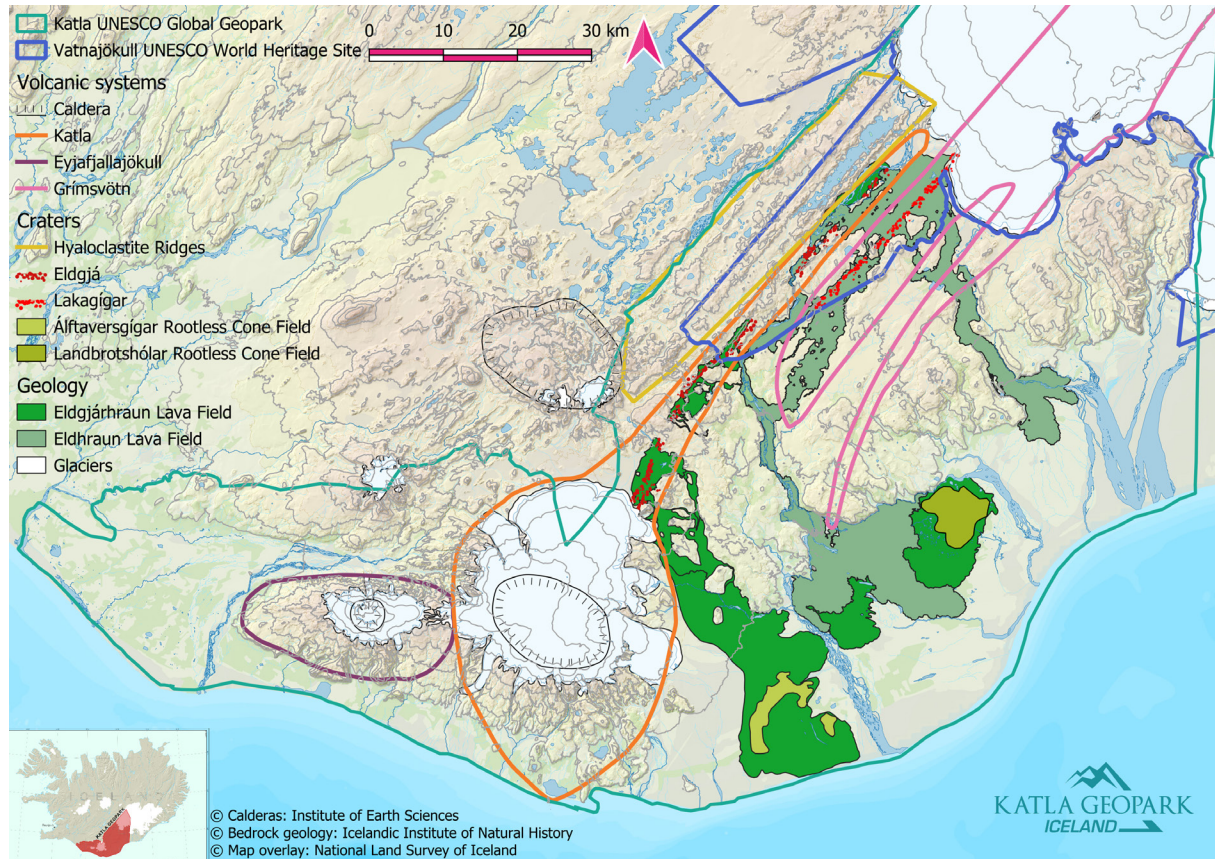 Katla UNESCO Global Geopark
Vatnajökull UNESCO World Heritage Site
0 10 20 30 km
Volcanic systems
Caldera
Katla
Eyjafjallajökull
Grímsvötn
Craters
Hyaloclastite Ridges
Eldgjá
Lakagígar
Álftaversgígar Rootless Cone Field
Landbrotshólar Rootless Cone Field
Geology
Eldgjárhraun Lava Field
Eldhraun Lava Field
Glaciers
ICELAND
KATLA GEOPARK
© Calderas: Institute of Earth Sciences
© Bedrock geology: Icelandic Institute of Natural History
© Map overlay: National Land Survey of Iceland
KATLA GEOPARK
ICELAND